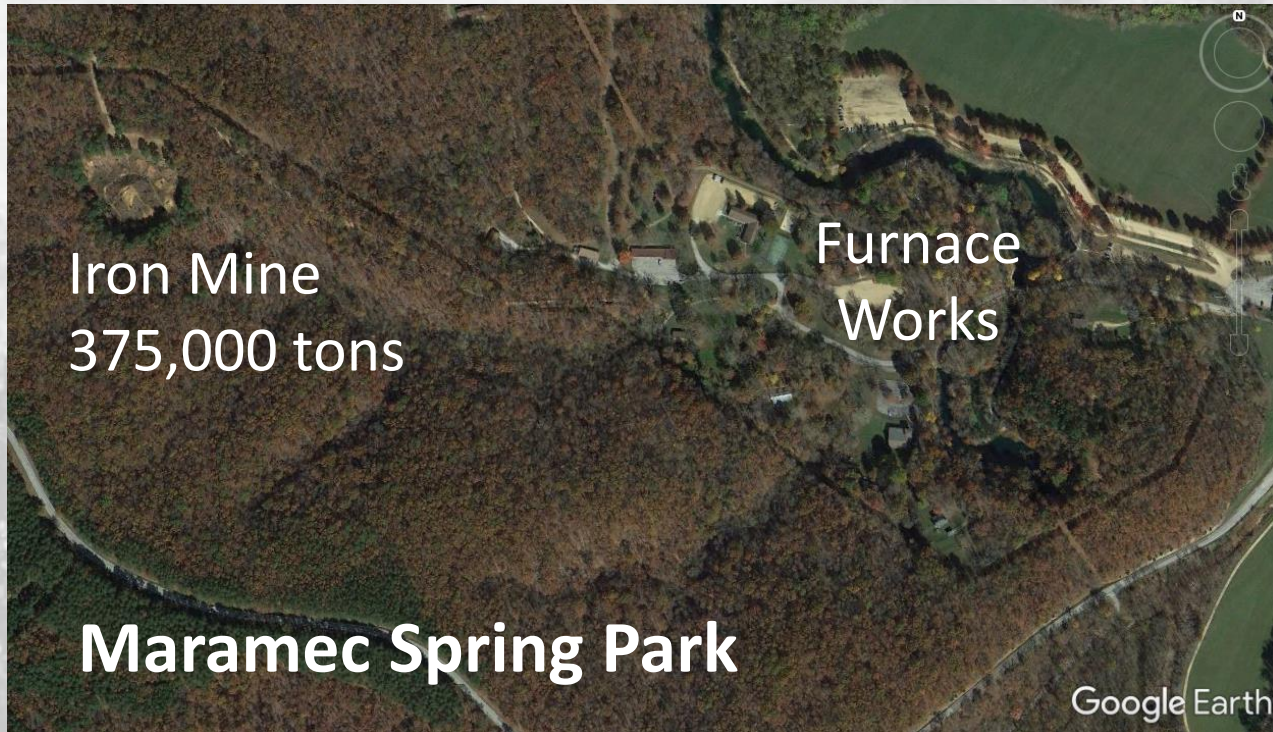 N
Furnace
Works
Iron Mine
375,000 tons
Maramec Spring Park
Google Earth